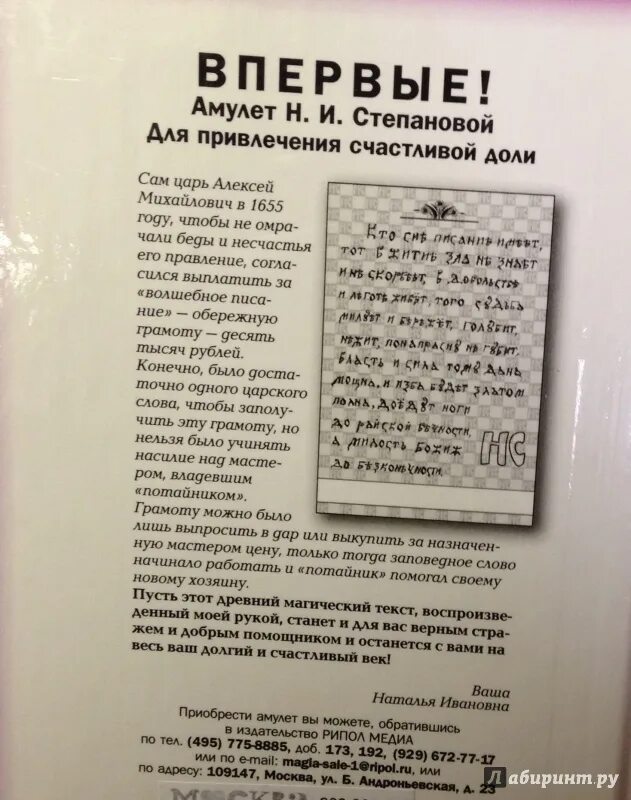 ВПЕРВЫЕ!
Амулет Н. И. Степановой
Для привлечения счастливой доли
Сам царь Алексей
Михайлович в 1655
году, чтобы не омра-
чали беды и несчастья
его правление, согла-
сился выплатить за
«волшебное писа-
ние» — обережную
грамоту — десять
тысяч рублей.
Конечно, было доста-
точно одного царского
слова, чтобы заполу-
чить эту грамоту, но
нельзя было учинять
насилие над масте-
ром, владевшим
«потайником».
Грамоту можно было
лишь выпросить в дар или выкупить за назначен-
ную мастером цену, только тогда заповедное слово
начинало работать и «потайник» помогал своему
новому хозяину.
Пусть этот древний магический текст, воспроизве-
денный моей рукой, станет и для вас верным стра-
жем и добрым помощником и останется с вами на
весь ваш долгий и счастливый век!
Ваша
Наталья Ивановна
Кто сие писание имеет,
тот в житие зла не знает
и не скорбеет, в довольстве
и леготе живет, того судьба
милует и бережёт, голубит,
нежит, понапрасну не губит.
Власть и сила тому дана
мощна, и изба будет златом
полна, дойдут ноги
до райской вечности,
а милость Божиж
до безконечности.
НС
Приобрести амулет вы можете, обратившись
в издательство РИПОЛ МЕДИА
по тел. (495) 775-8885, доб. 173, 192, (929) 672-77-17
или по e-mail: magia-sale-1@ripol.ru, или
по адресу: 109147, Москва, ул. Б. Андроньевская, д. 23
Москва
Лабиринт.ру